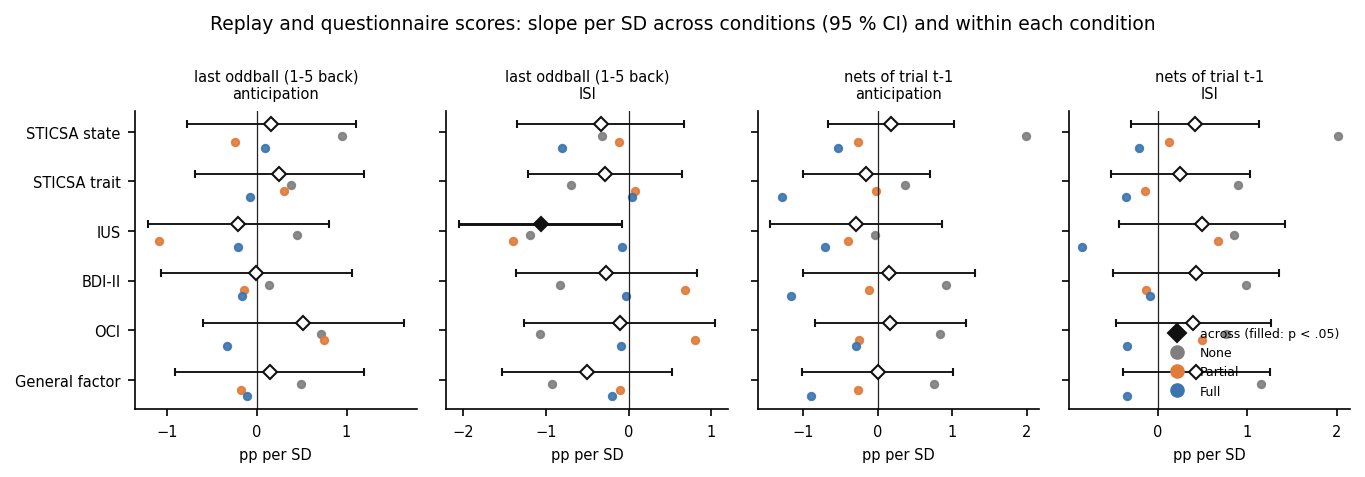 Replay and questionnaire scores: slope per SD across conditions (95 % CI) and within each condition
last oddball (1-5 back)
anticipation
last oddball (1-5 back)
ISI
nets of trial t-1
anticipation
nets of trial t-1
ISI
STICSA state
STICSA trait
IUS
BDI-II
OCI
General factor
across (filled: p < .05)
None
Partial
Full
−1 0 1
−2 −1 0 1
−1 0 1 2
0 1 2
pp per SD
pp per SD
pp per SD
pp per SD